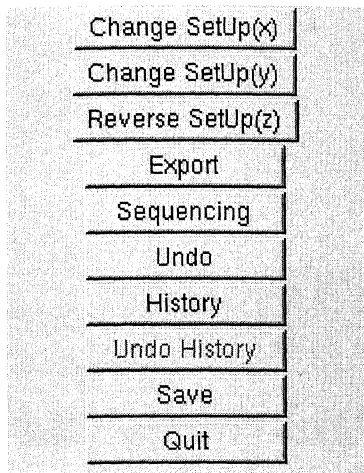 Change SetUp(x)
Change SetUp(y)
Reverse SetUp(z)
Export
Sequencing
Undo
History
Undo History
Save
Quit